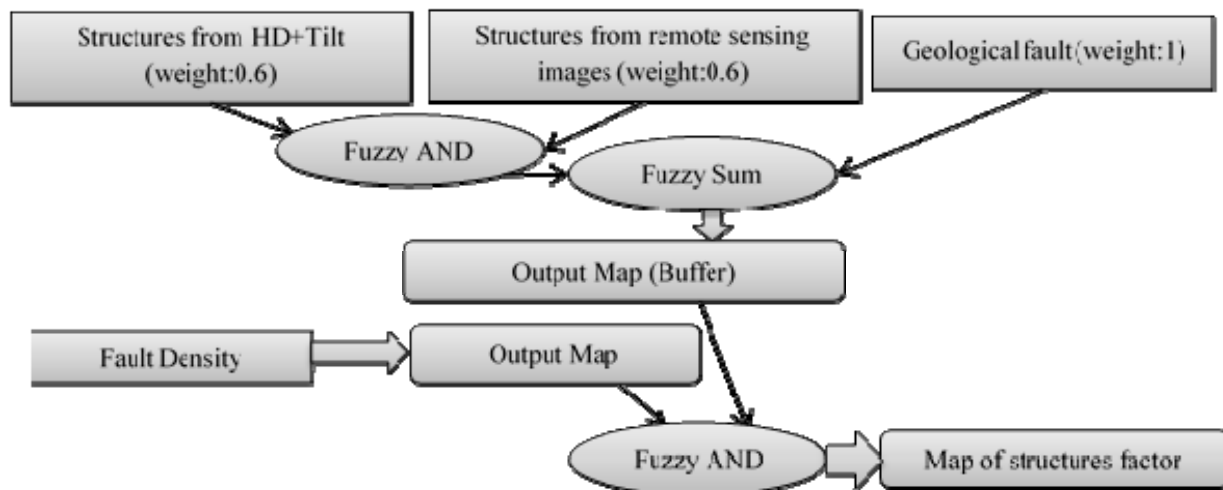 Structures from HD+Tilt
(weight:0.6)
Structures from remote sensing
images (weight:0.6)
Geological fault (weight:1)
Fuzzy AND
Fuzzy Sum
Output Map (Buffer)
Fault Density
Output Map
Fuzzy AND
Map of structures factor